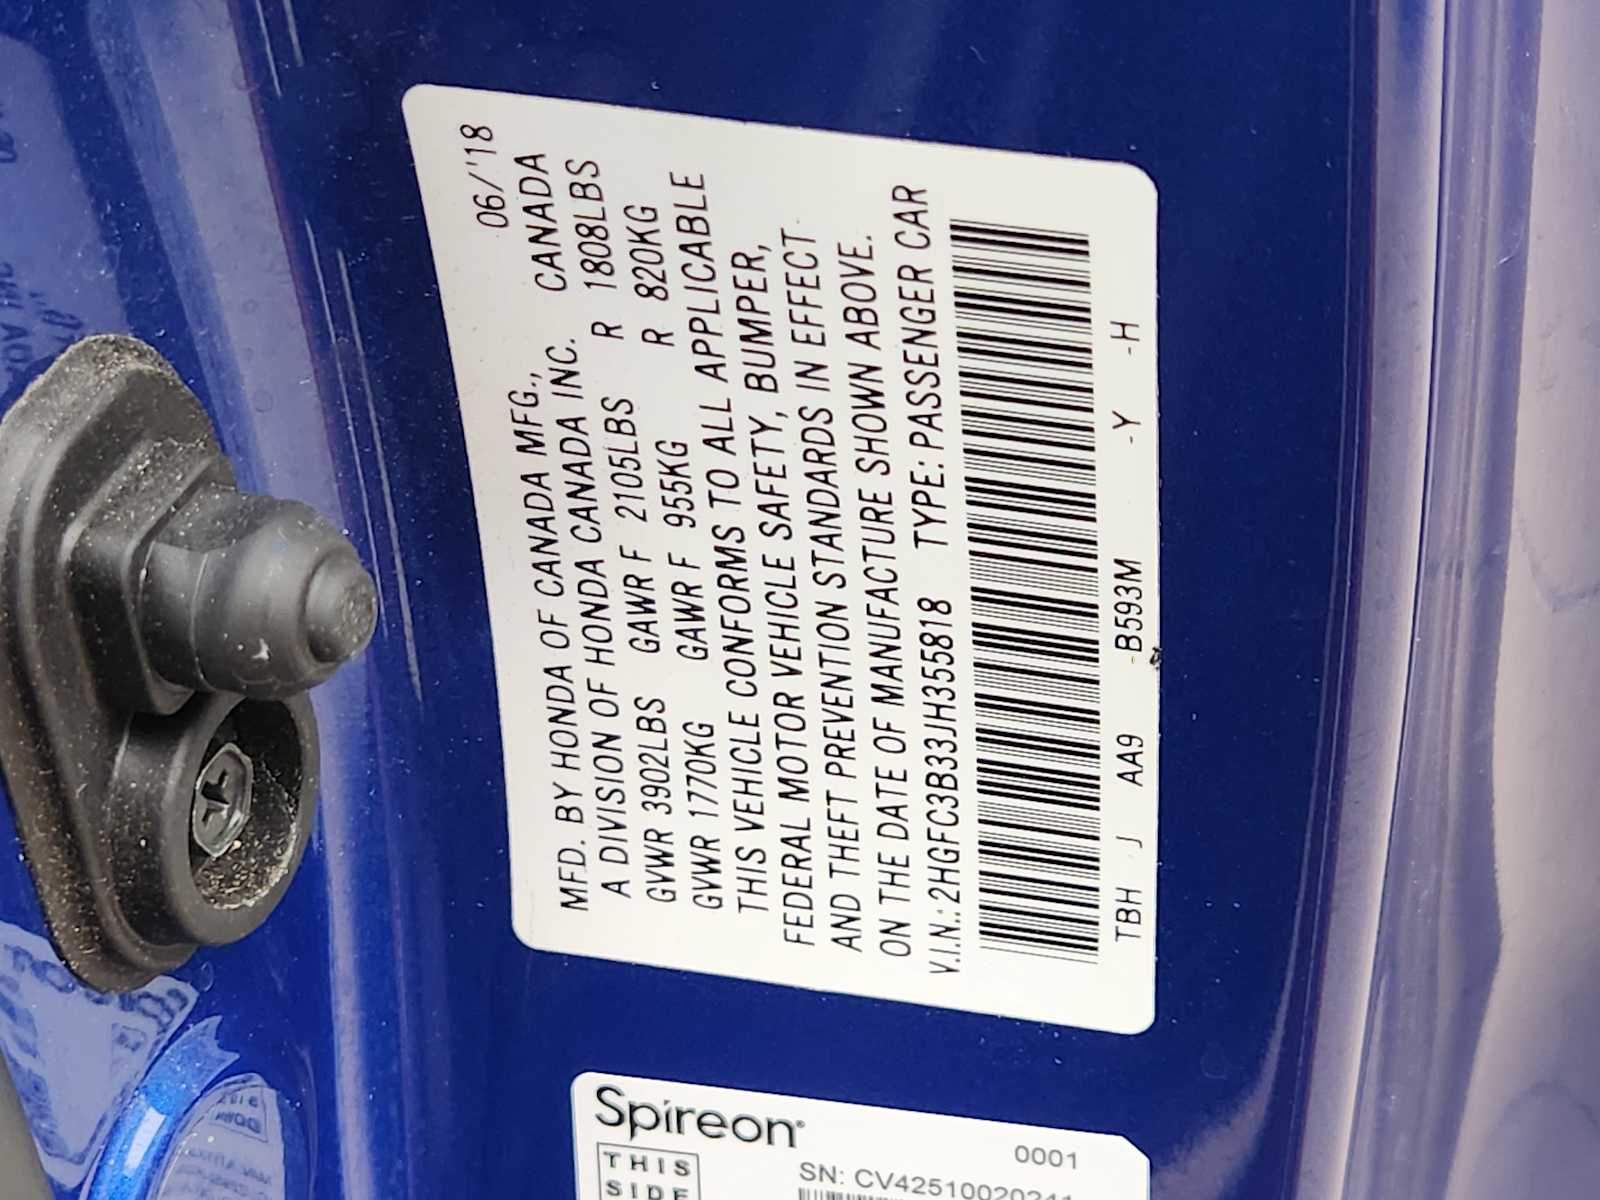 06/'18
MFD. BY HONDA OF CANADA MFG., CANADA
A DIVISION OF HONDA CANADA INC.
GVWR 3902LBS GAWR F 2105LBS R 1808LBS
GVWR 1770KG GAWR F 955KG R 820KG
THIS VEHICLE CONFORMS TO ALL APPLICABLE
FEDERAL MOTOR VEHICLE SAFETY, BUMPER,
AND THEFT PREVENTION STANDARDS IN EFFECT
ON THE DATE OF MANUFACTURE SHOWN ABOVE.
V.I.N.: 2HGFC3B33JH355818 TYPE: PASSENGER CAR
TBH J AA9 -B593M -Y -H
Spireon
0001
THIS
SIDE
SN: